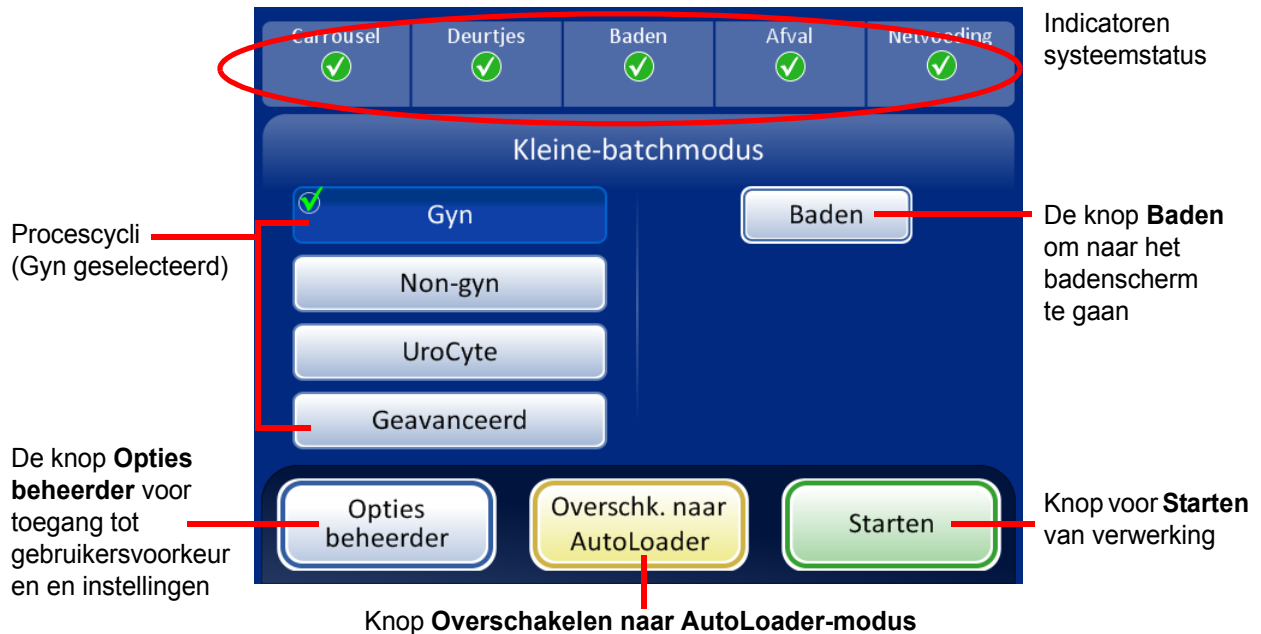 Carrousel
Deurtjes
Baden
Afval
Netvoeding
Indicatoren
systeemstatus
Kleine-batchmodus
Procescycli
(Gyn geselecteerd)
Gyn
Non-gyn
UroCyte
Geavanceerd
Baden
De knop Baden
om naar het
badenscherm
te gaan
De knop Opties
beheerder voor
toegang tot
gebruikersvoorkeur
en en instellingen
Opties
beheerder
Overschk. naar
AutoLoader
Starten
Knop voor Starten
van verwerking
Knop Overschakelen naar AutoLoader-modus